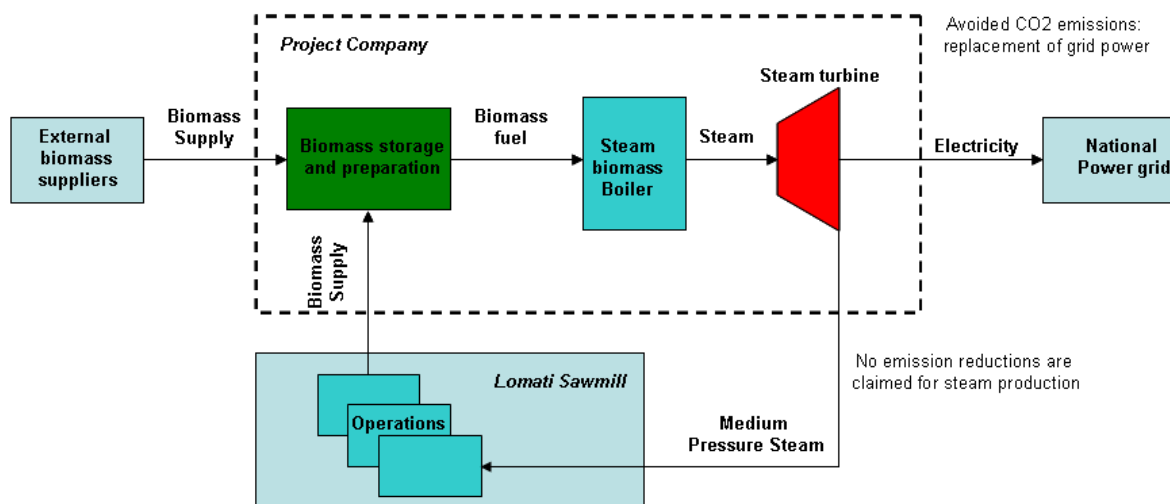 Project Company
Avoided CO2 emissions:
replacement of grid power
Steam turbine
External
biomass
suppliers
Biomass
Supply
Biomass storage
and preparation
Biomass
fuel
Steam
biomass
Boiler
Steam
Electricity
National
Power grid
Biomass
Supply
Lomati Sawmill
Operations
No emission reductions are
claimed for steam production
Medium
Pressure Steam